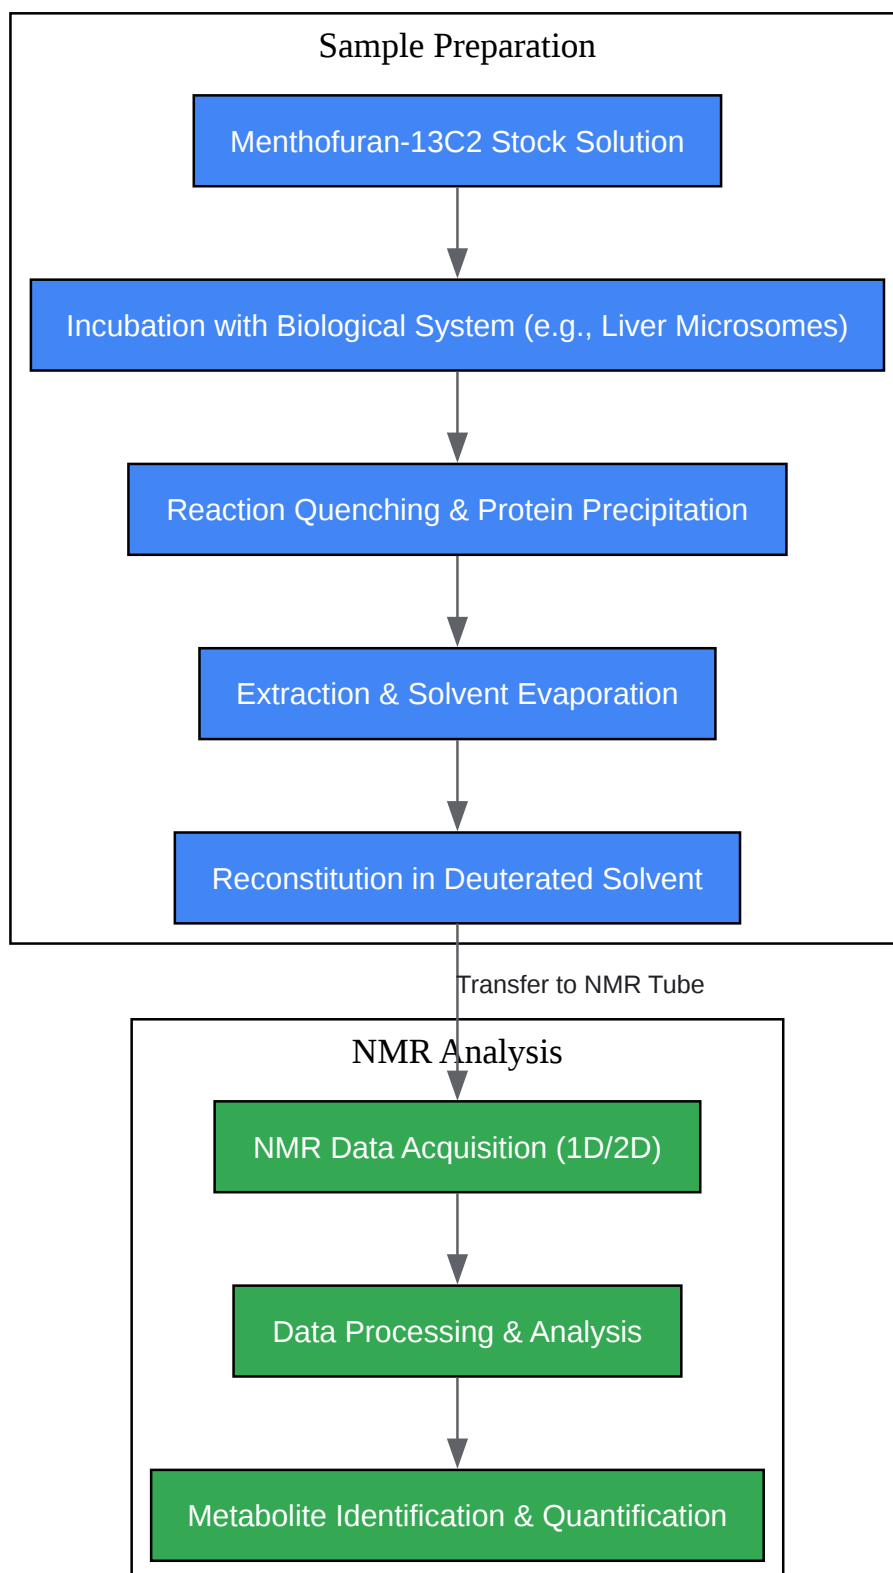 Sample Preparation
Menthofuran-13C2 Stock Solution
Incubation with Biological System (e.g., Liver Microsomes)
Reaction Quenching & Protein Precipitation
Extraction & Solvent Evaporation
Reconstitution in Deuterated Solvent
Transfer to NMR Tube
NMR Analysis
NMR Data Acquisition (1D/2D)
Data Processing & Analysis
Metabolite Identification & Quantification